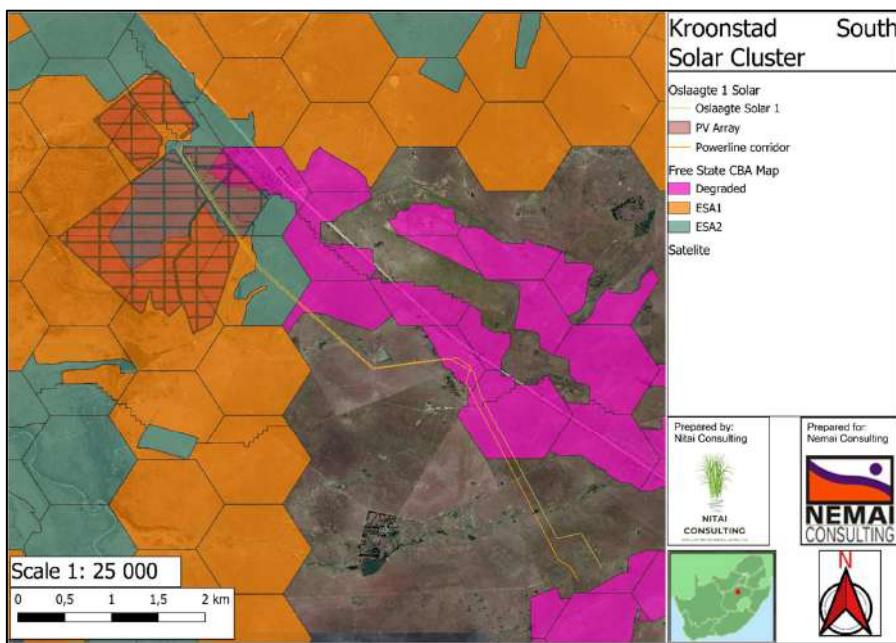 Kroonstad South
Solar Cluster
Oslaagte 1 Solar
Oslaagte Solar 1
PV Array
Powerline corridor
Free State CBA Map
Degraded
ESA1
ESA2
Satelite
Prepared by:
Nitai Consulting
NITAI
CONSULTING
Prepared for:
Nemai Consulting
NEMAI
CONSULTING
N
Scale 1: 25 000
0 0,5 1 1,5 2 km